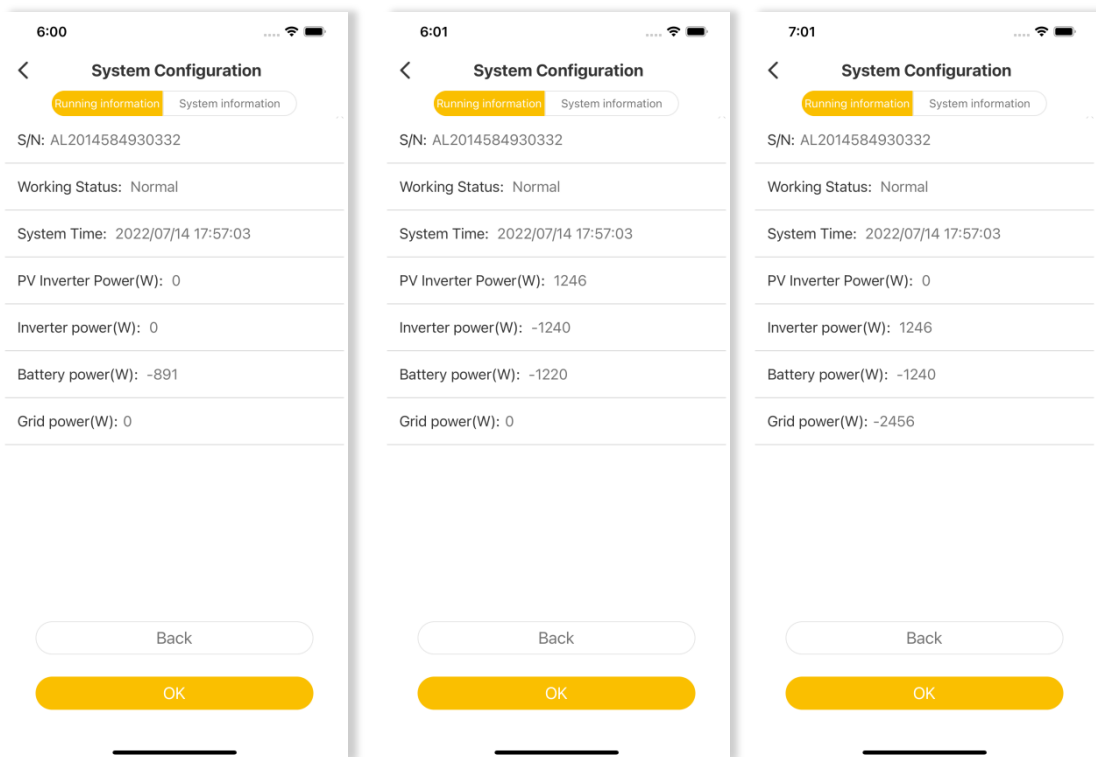 6:00
System Configuration
Running information System information
S/N: AL2014584930332
Working Status: Normal
System Time: 2022/07/14 17:57:03
PV Inverter Power(W): 0
Inverter power(W): 0
Battery power(W): -891
Grid power(W): 0
Back
OK
6:01
System Configuration
Running information System information
S/N: AL2014584930332
Working Status: Normal
System Time: 2022/07/14 17:57:03
PV Inverter Power(W): 1246
Inverter power(W): -1240
Battery power(W): -1220
Grid power(W): 0
Back
OK
7:01
System Configuration
Running information System information
S/N: AL2014584930332
Working Status: Normal
System Time: 2022/07/14 17:57:03
PV Inverter Power(W): 0
Inverter power(W): 1246
Battery power(W): -1240
Grid power(W): -2456
Back
OK